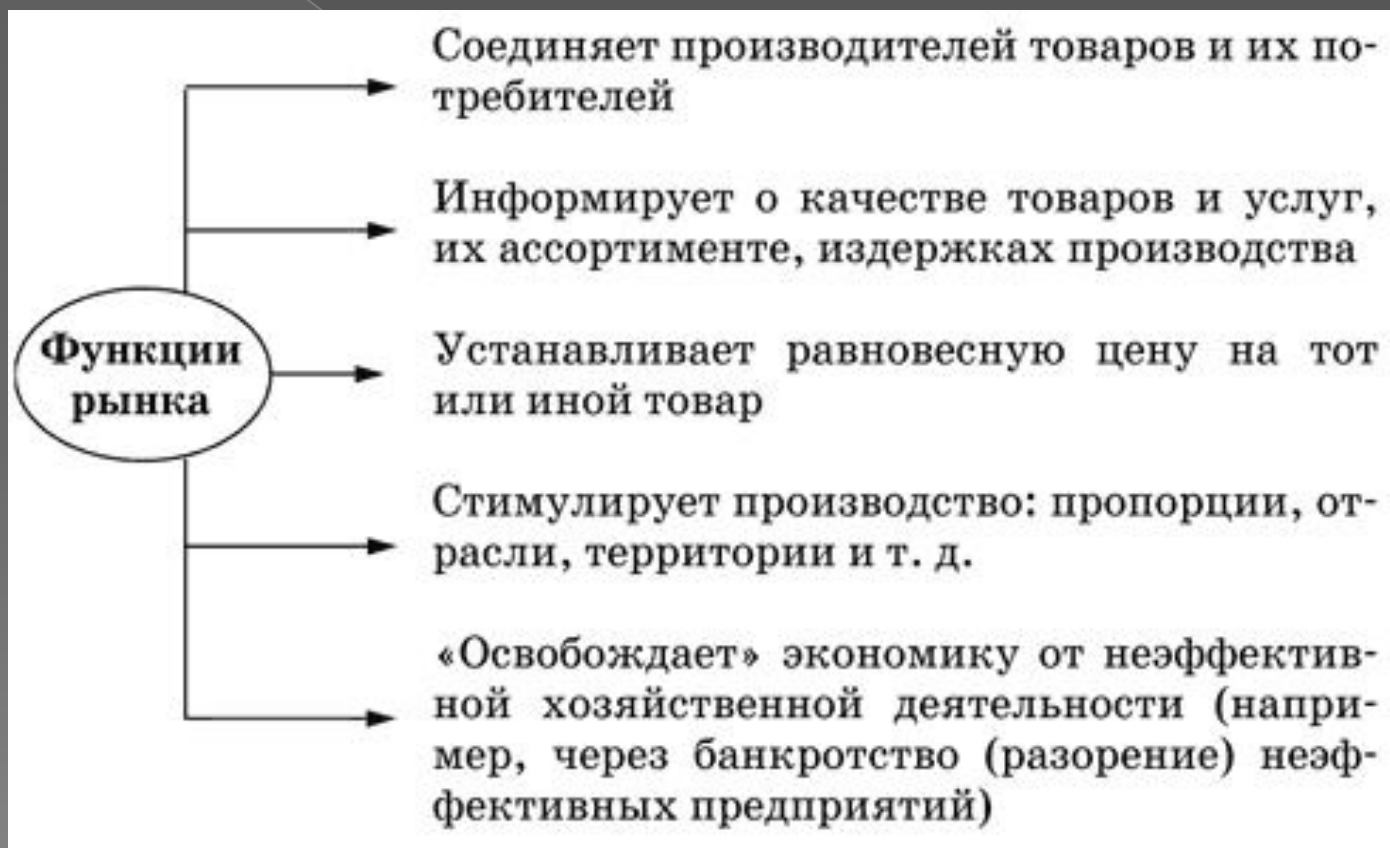 Соединяет производителей товаров и их по-
требителей
Информирует о качестве товаров и услуг,
их ассортименте, издержках производства
Функции
рынка
Устанавливает равновесную цену на тот
или иной товар
Стимулирует производство: пропорции, от-
расли, территории и т. д.
«Освобождает» экономику от неэффектив-
ной хозяйственной деятельности (напри-
мер, через банкротство (разорение) неэф-
фективных предприятий)